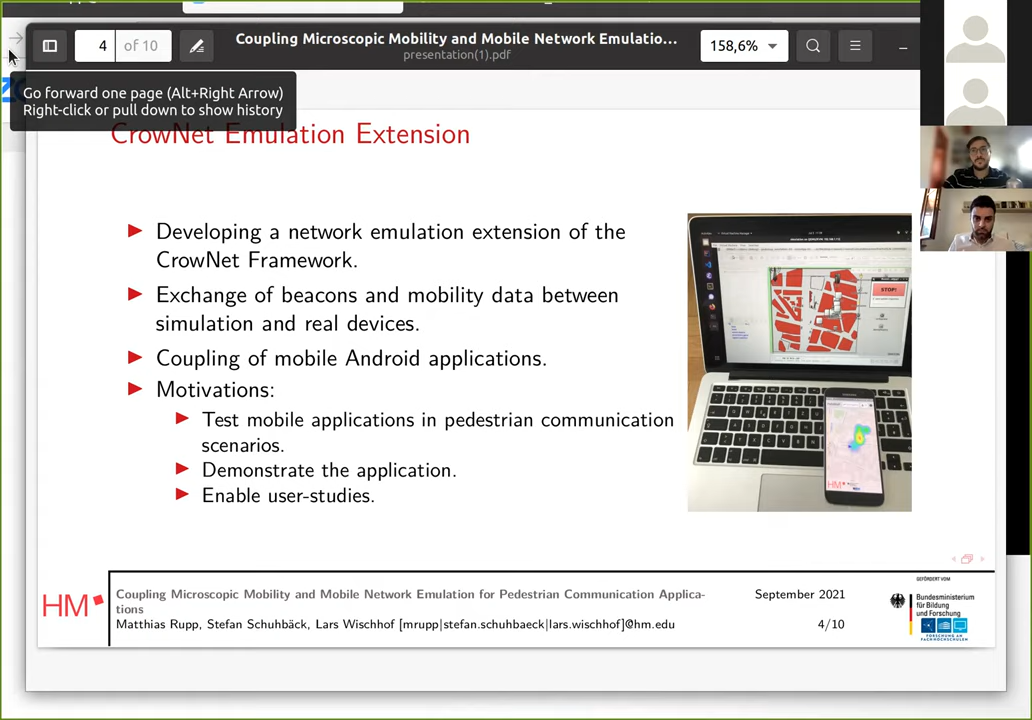 4 of 10
Coupling Microscopic Mobility and Mobile Network Emulatio...
presentation(1).pdf
158,6%
Go forward one page (Alt+Right Arrow)
Right-click or pull down to show history
CrowNet Emulation Extension
Developing a network emulation extension of the
CrowNet Framework.
Exchange of beacons and mobility data between
simulation and real devices.
Coupling of mobile Android applications.
Motivations:
Test mobile applications in pedestrian communication
scenarios.
Demonstrate the application.
Enable user-studies.
STOP!
HM
HM
Coupling Microscopic Mobility and Mobile Network Emulation for Pedestrian Communication Applica-
tions
Matthias Rupp, Stefan Schuhbäck, Lars Wischhof [mrupp|stefan.schuhbaeck|lars.wischhof]@hm.edu
September 2021
4/10
GEFÖRDERT VOM
Bundesministerium
für Bildung
und Forschung
FORSCHUNG AN
FACHHOCHSCHULEN